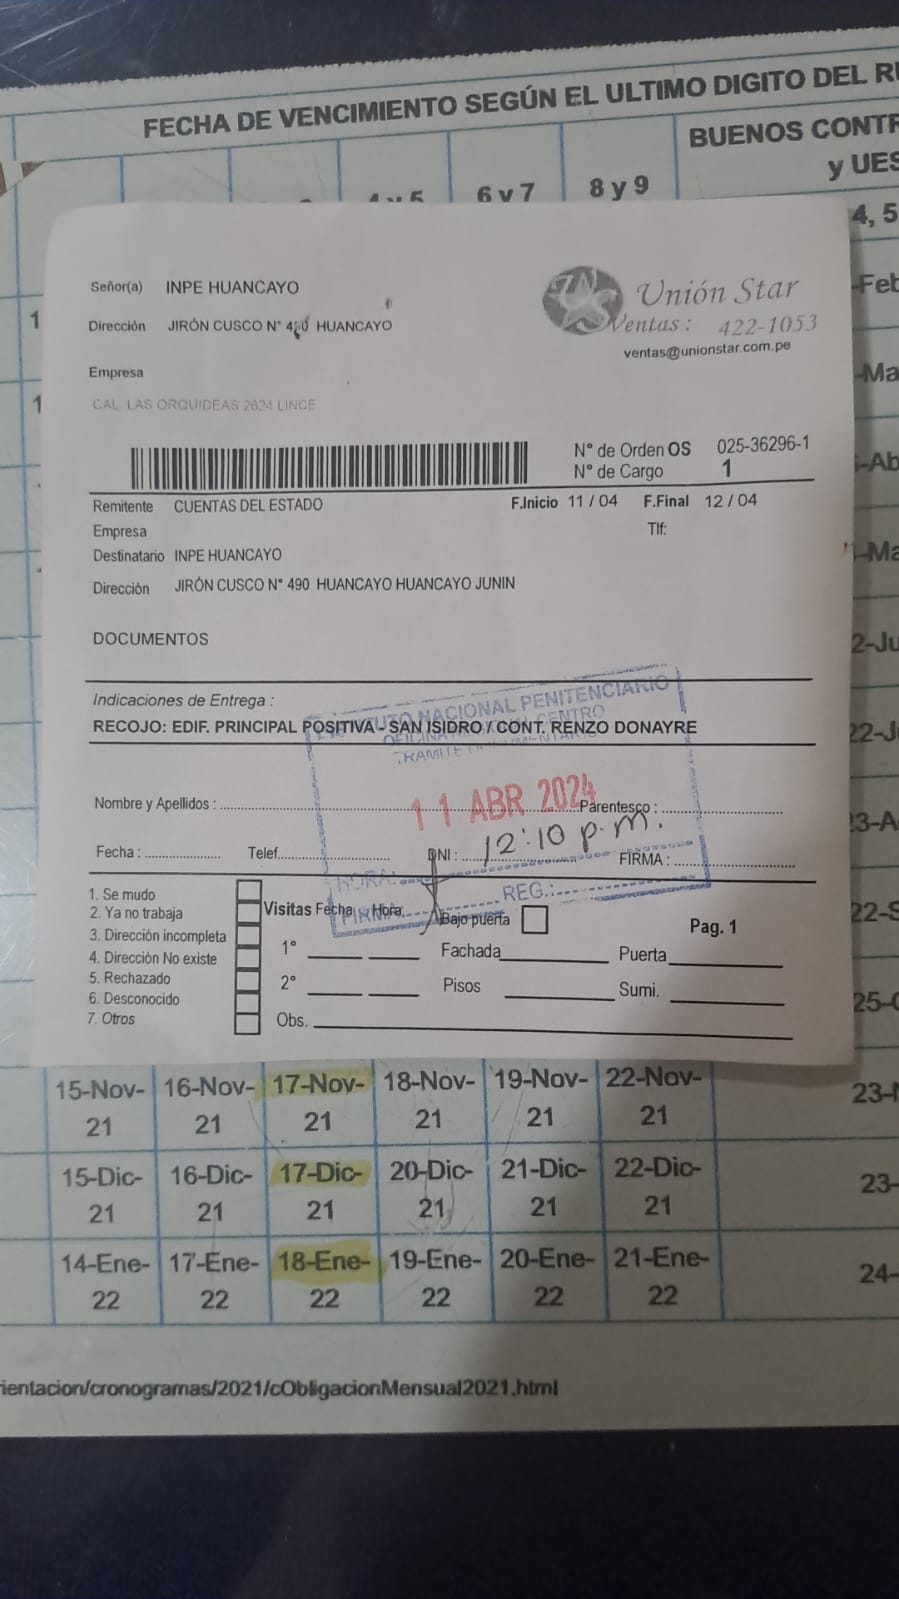 FECHA DE VENCIMIENTO SEGÚN EL ULTIMO DIGITO DEL
BUENOS
y UES
6 y 7
8 y 9
4, 5
Señor(a) INPE HUANCAYO
Dirección JIRÓN CUSCO N° HUANCAYO
Empresa
CAL LAS ORQUIDEAS 2624 LINCE
Unión Star
Ventas : 422-1053
ventas@unionstar.com.pe
N° de Orden OS 025-36296-1
N° de Cargo 1
Remitente CUENTAS DEL ESTADO F.Inicio 11 / 04 F.Final 12 / 04
Empresa Tlf:
Destinatario INPE HUANCAYO
Dirección JIRÓN CUSCO N° 490 HUANCAYO HUANCAYO JUNIN
DOCUMENTOS
Indicaciones de Entrega :
RECOJO: EDIF. PRINCIPAL POSITIVA - SAN ISIDRO / CONT. RENZO DONAYRE
NACIONAL PENITENCIARIO
CENTRO
11 ABR 2024
Nombre y Apellidos : Parentesco :
12:10 p.m.
Fecha : Telef. DNI : FIRMA :
HORA: REG.:
FIRMA
1. Se mudo
2. Ya no trabaja
3. Dirección incompleta
4. Dirección No existe
5. Rechazado
6. Desconocido
7. Otros
Visitas Fecha Hora Bajo puerta Pag. 1
1° Fachada Puerta
2° Pisos Sumi.
Obs.
15-Nov-21 16-Nov-21 17-Nov-21 18-Nov-21 19-Nov-21 22-Nov-21
15-Dic-21 16-Dic-21 17-Dic-21 20-Dic-21 21-Dic-21 22-Dic-21
14-Ene-22 17-Ene-22 18-Ene-22 19-Ene-22 20-Ene-22 21-Ene-22
ientacion/cronogramas/2021/cObligacionMensual2021.html